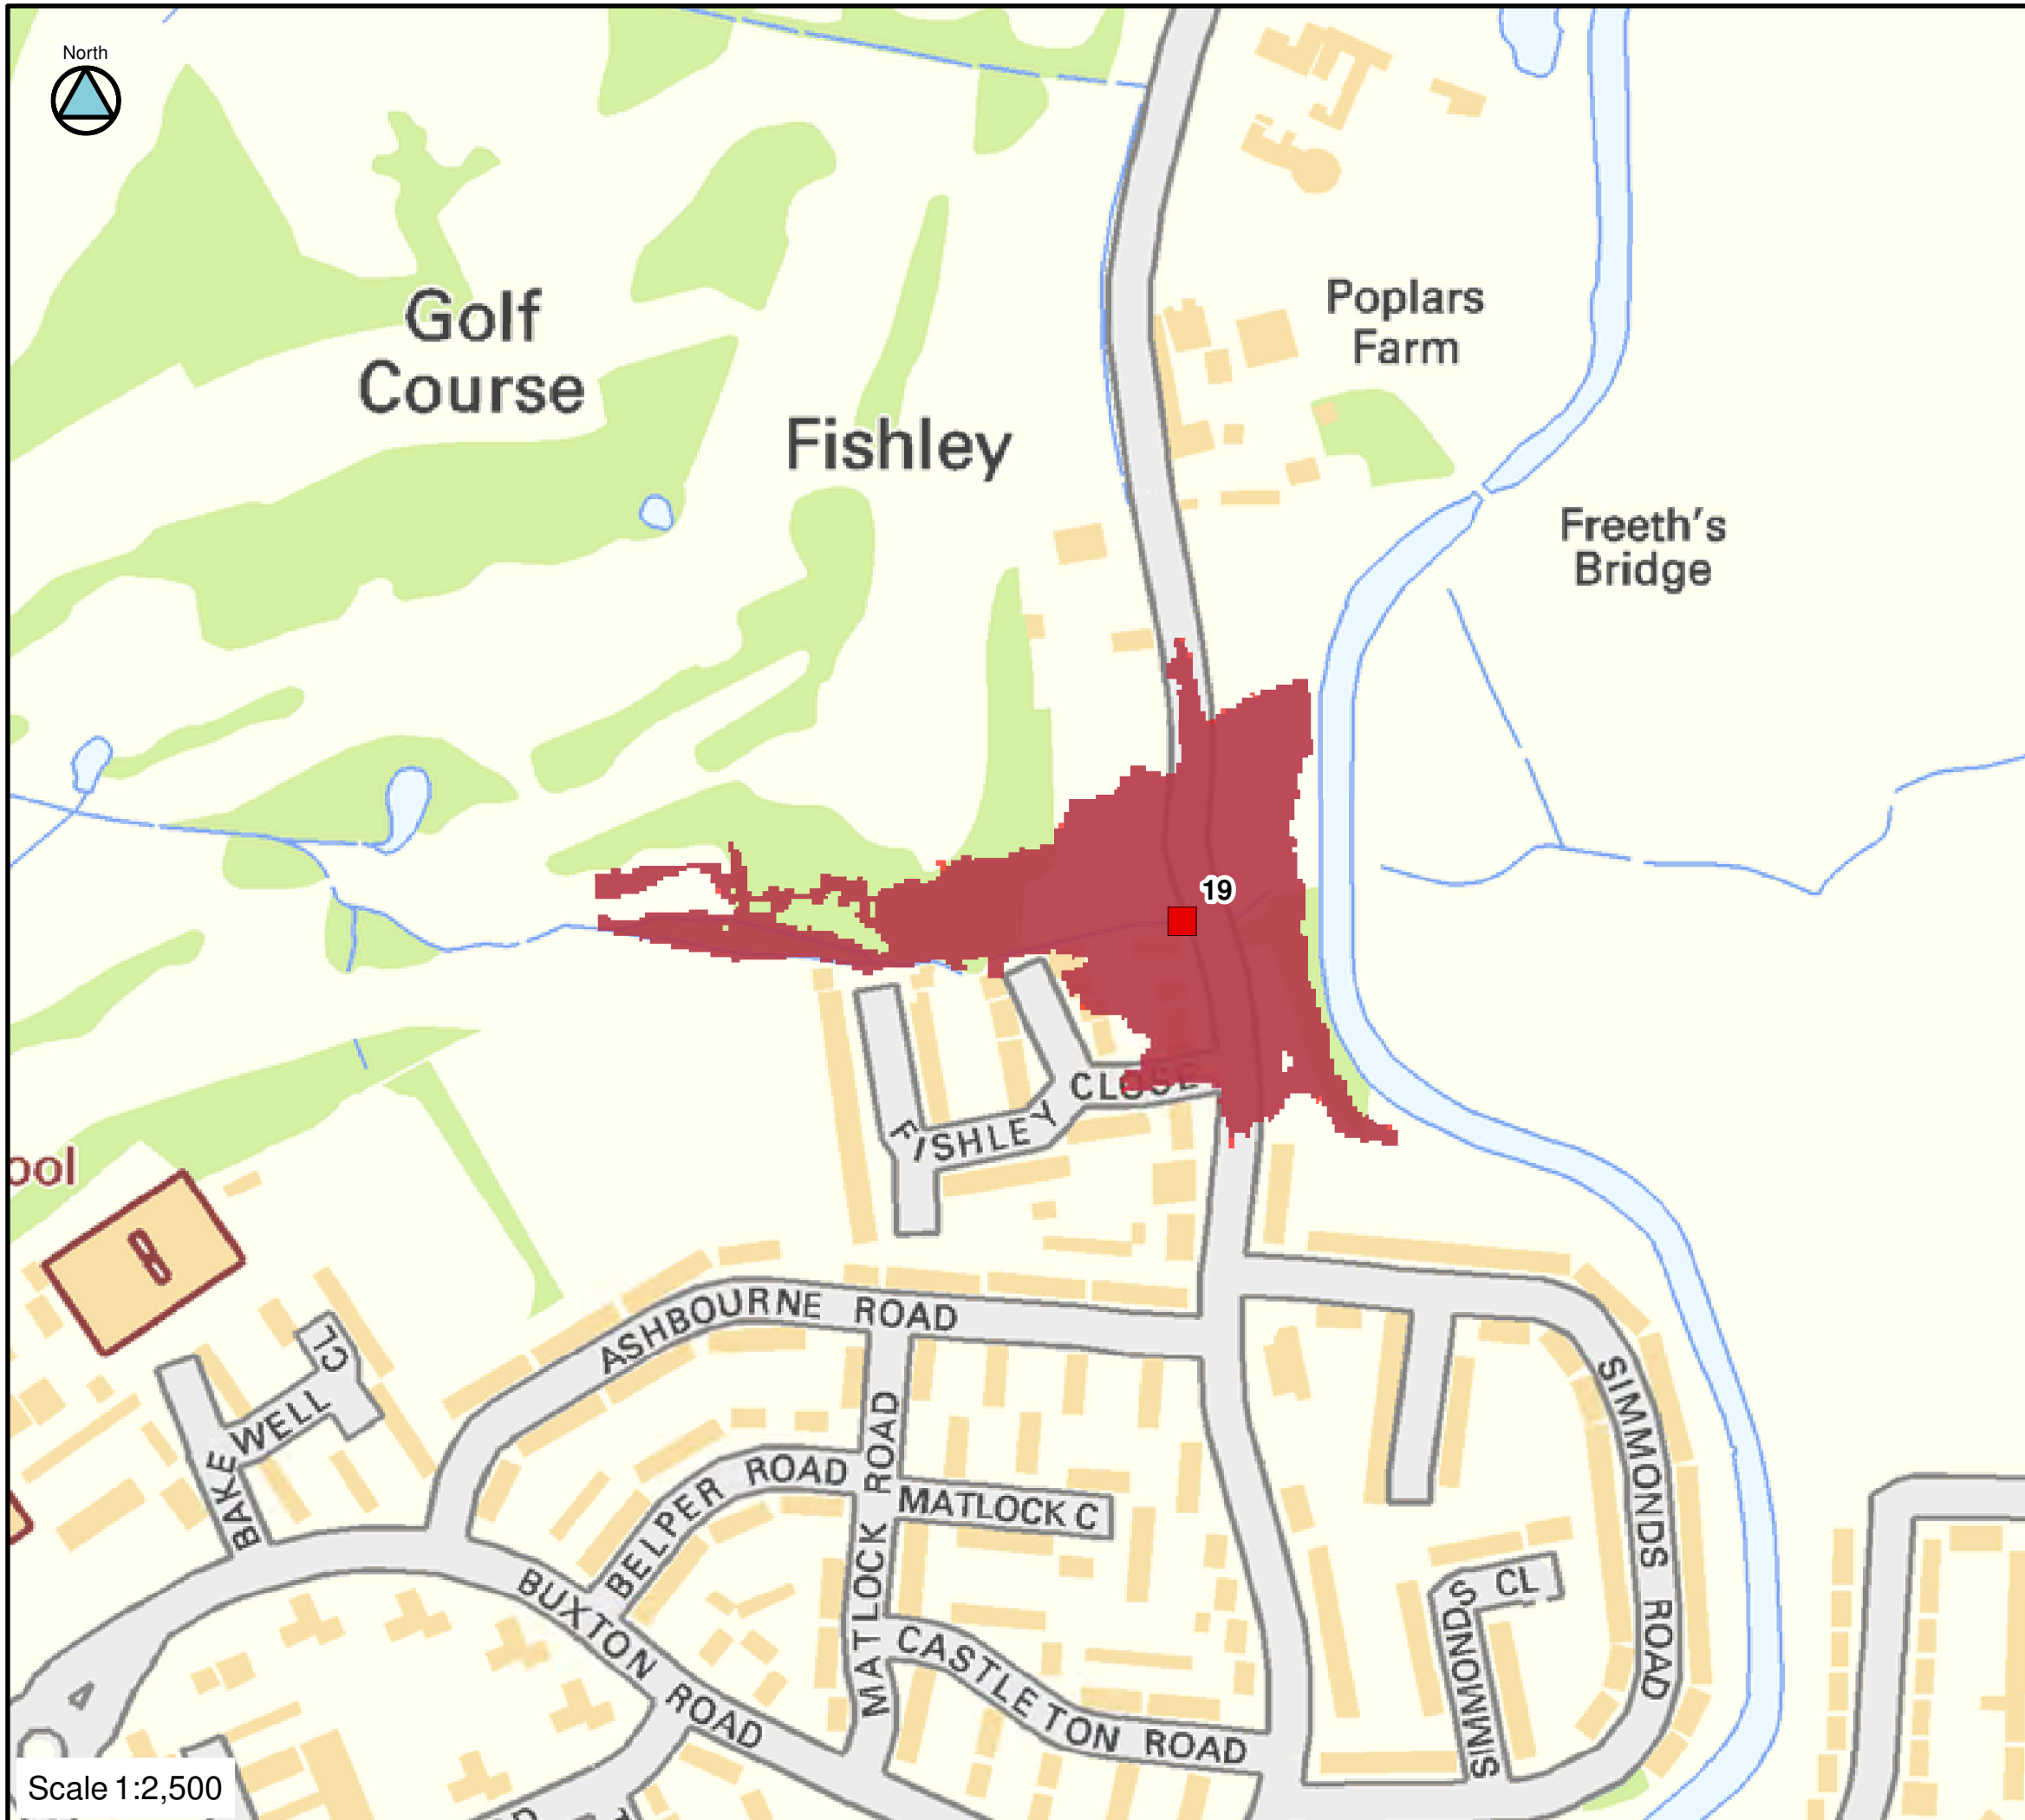 North
Golf
Course
Fishley
Poplars
Farm
Freeth's
Bridge
19
FISHLEY CLOSE
ool
ASHBOURNE ROAD
BAKEWELL CL
BELPER ROAD
MATLOCK ROAD
MATLOCK C
SIMMONDS ROAD
SIMMONDS CL
BUXTON ROAD
CASTLETON ROAD
Scale 1:2,500